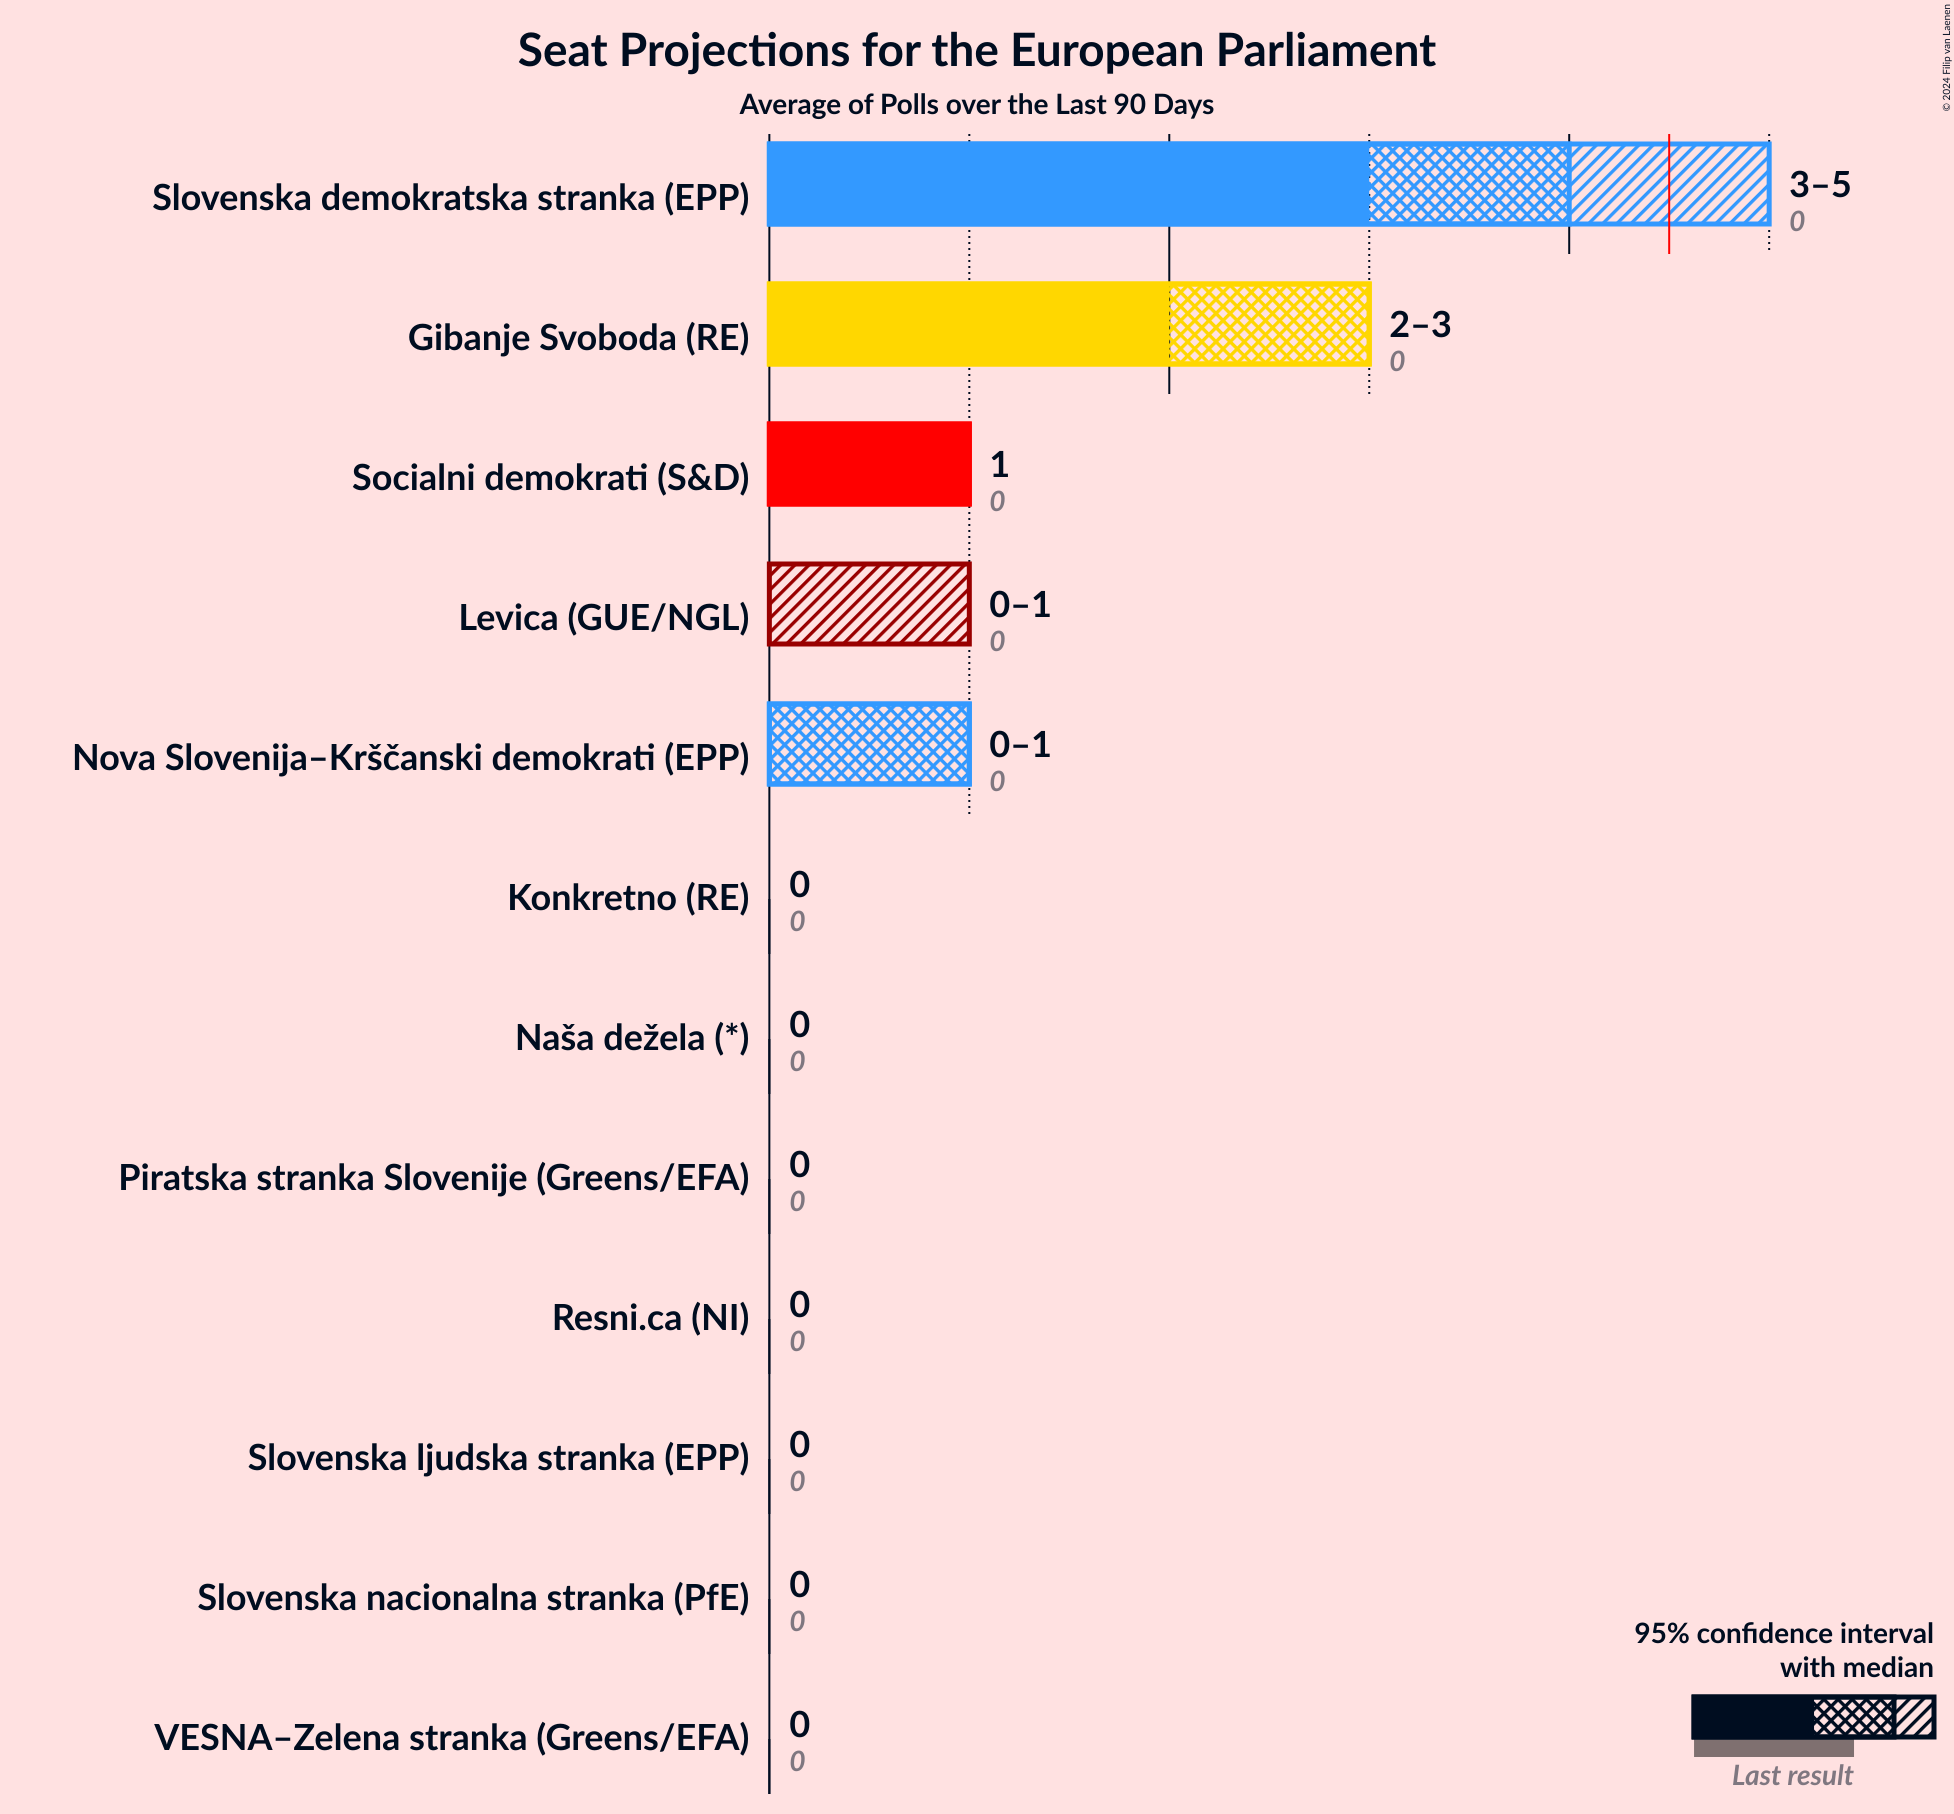 Seat Projections for the European Parliament
Average of Polls over the Last 90 Days
© 2024 Filip van Laenen
Slovenska demokratska stranka (EPP)
3–5
0
Gibanje Svoboda (RE)
2–3
0
Socialni demokrati (S&D)
1
0
Levica (GUE/NGL)
0–1
0
Nova Slovenija–Krščanski demokrati (EPP)
0–1
0
Konkretno (RE)
0
0
Naša dežela (*)
0
0
Piratska stranka Slovenije (Greens/EFA)
0
0
Resni.ca (NI)
0
0
Slovenska ljudska stranka (EPP)
0
0
Slovenska nacionalna stranka (PfE)
0
0
VESNA–Zelena stranka (Greens/EFA)
0
0
95% confidence interval
with median
Last result